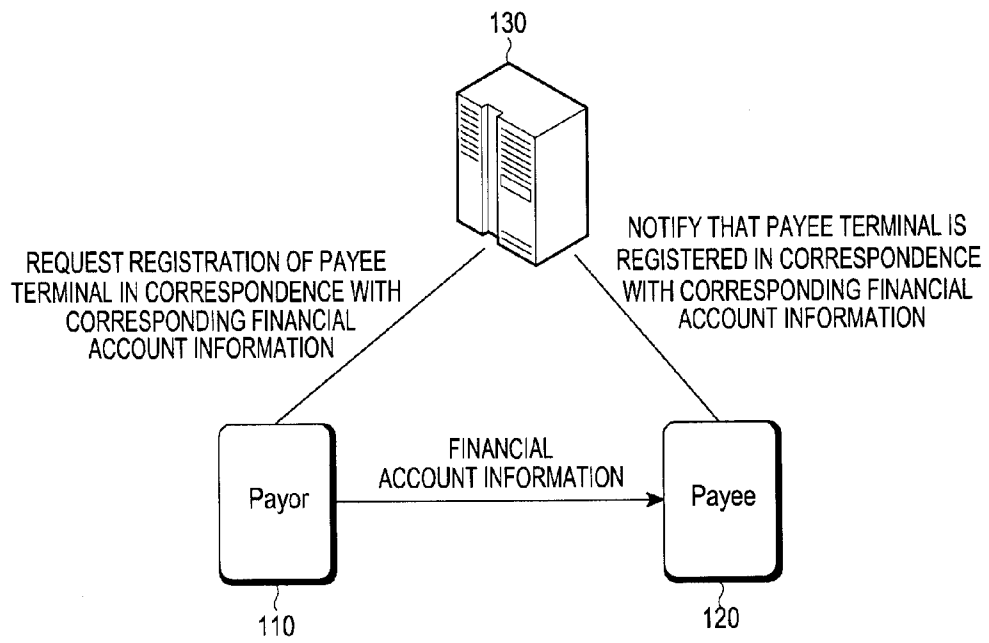 130
REQUEST REGISTRATION OF PAYEE
TERMINAL IN CORRESPONDENCE WITH
CORRESPONDING FINANCIAL
ACCOUNT INFORMATION
NOTIFY THAT PAYEE TERMINAL IS
REGISTERED IN CORRESPONDENCE
WITH CORRESPONDING FINANCIAL
ACCOUNT INFORMATION
FINANCIAL
ACCOUNT INFORMATION
Payor
Payee
110
120